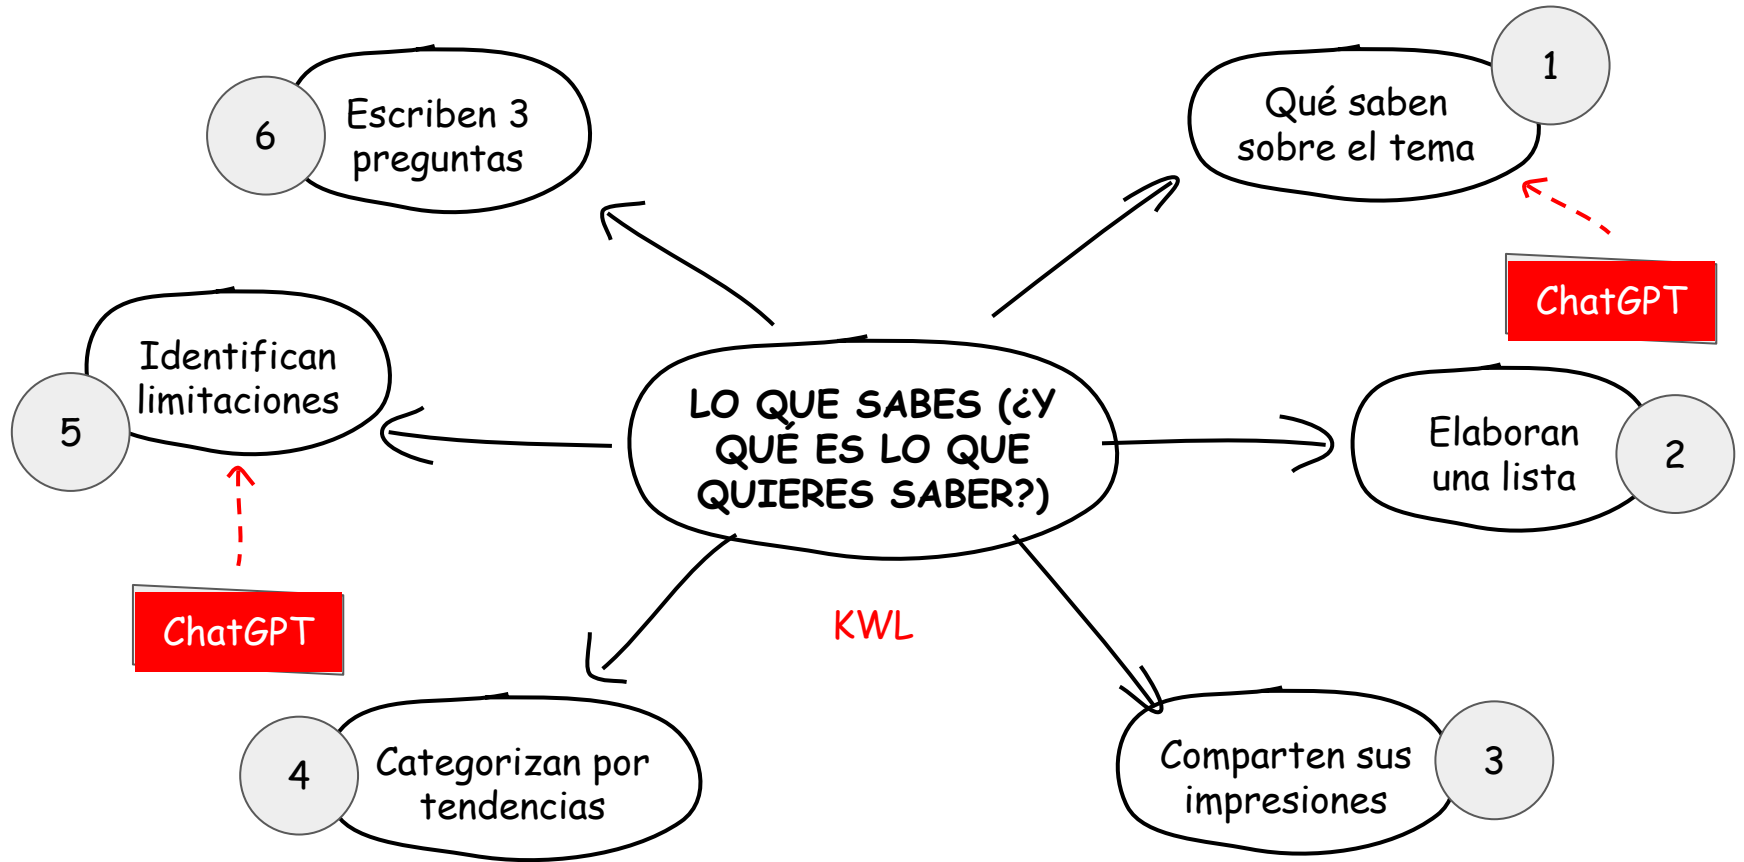 LO QUE SABES (¿Y
QUÉ ES LO QUE
QUIERES SABER?)
KWL
1
Qué saben
sobre el tema
ChatGPT
2
Elaboran
una lista
3
Comparten sus
impresiones
4
Categorizan por
tendencias
5
Identifican
limitaciones
ChatGPT
6
Escriben 3
preguntas